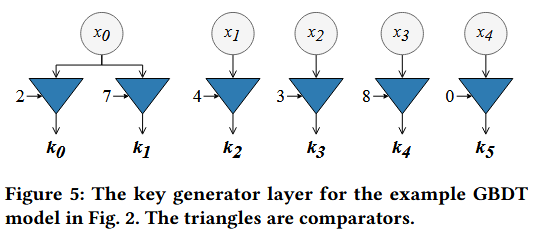 x0 x1 x2 x3 x4
2 7 4 3 8 0
k0 k1 k2 k3 k4 k5
Figure 5: The key generator layer for the example GBDT
model in Fig. 2. The triangles are comparators.